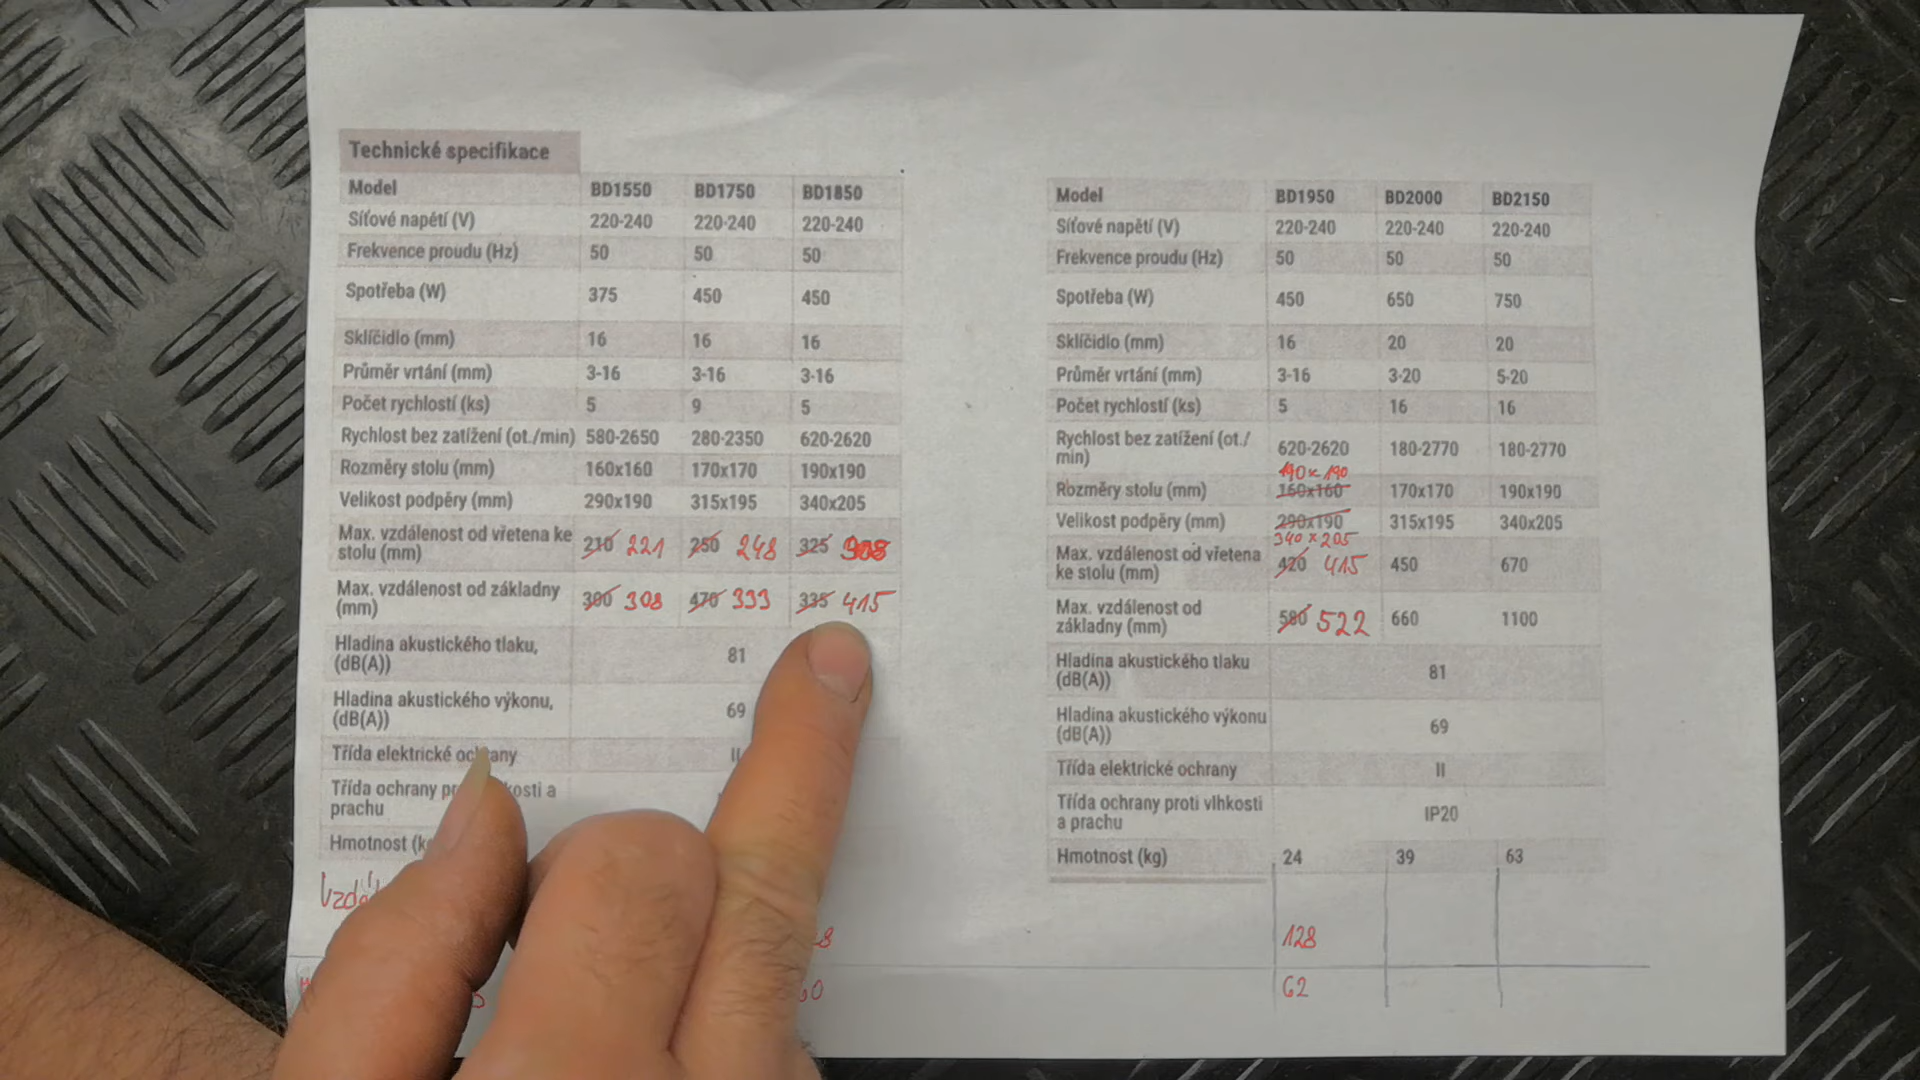 Technické specifikace
Model BD1550 BD1750 BD1850
Síťové napětí (V) 220-240 220-240 220-240
Frekvence proudu (Hz) 50 50 50
Spotřeba (W) 375 450 450
Sklíčidlo (mm) 16 16 16
Průměr vrtání (mm) 3-16 3-16 3-16
Počet rychlostí (ks) 5 9 5
Rychlost bez zatížení (ot./min) 580-2650 280-2350 620-2620
Rozměry stolu (mm) 160x160 170x170 190x190
Velikost podpěry (mm) 290x190 315x195 340x205
Max. vzdálenost od vřetena ke
stolu (mm) 210 221 250 248 325 308
Max. vzdálenost od základny
(mm) 300 308 470 333 335 415
Hladina akustického tlaku,
(dB(A)) 81
Hladina akustického výkonu,
(dB(A)) 69
Třída elektrické ochrany II
Třída ochrany
prachu
Hmotnost
Model BD1950 BD2000 BD2150
Síťové napětí (V) 220-240 220-240 220-240
Frekvence proudu (Hz) 50 50 50
Spotřeba (W) 450 650 750
Sklíčidlo (mm) 16 20 20
Průměr vrtání (mm) 3-16 3-20 5-20
Počet rychlostí (ks) 5 16 16
Rychlost bez zatížení (ot./
min) 620-2620 180-2770 180-2770
190x190
Rozměry stolu (mm) 160x160 170x170 190x190
Velikost podpěry (mm) 290x190 315x195 340x205
340x205
Max. vzdálenost od vřetena
ke stolu (mm) 420 415 450 670
Max. vzdálenost od
základny (mm) 580 522 660 1100
Hladina akustického tlaku
(dB(A)) 81
Hladina akustického výkonu
(dB(A)) 69
Třída elektrické ochrany II
Třída ochrany proti vlhkosti
a prachu IP20
Hmotnost (kg) 24 39 63
128
62